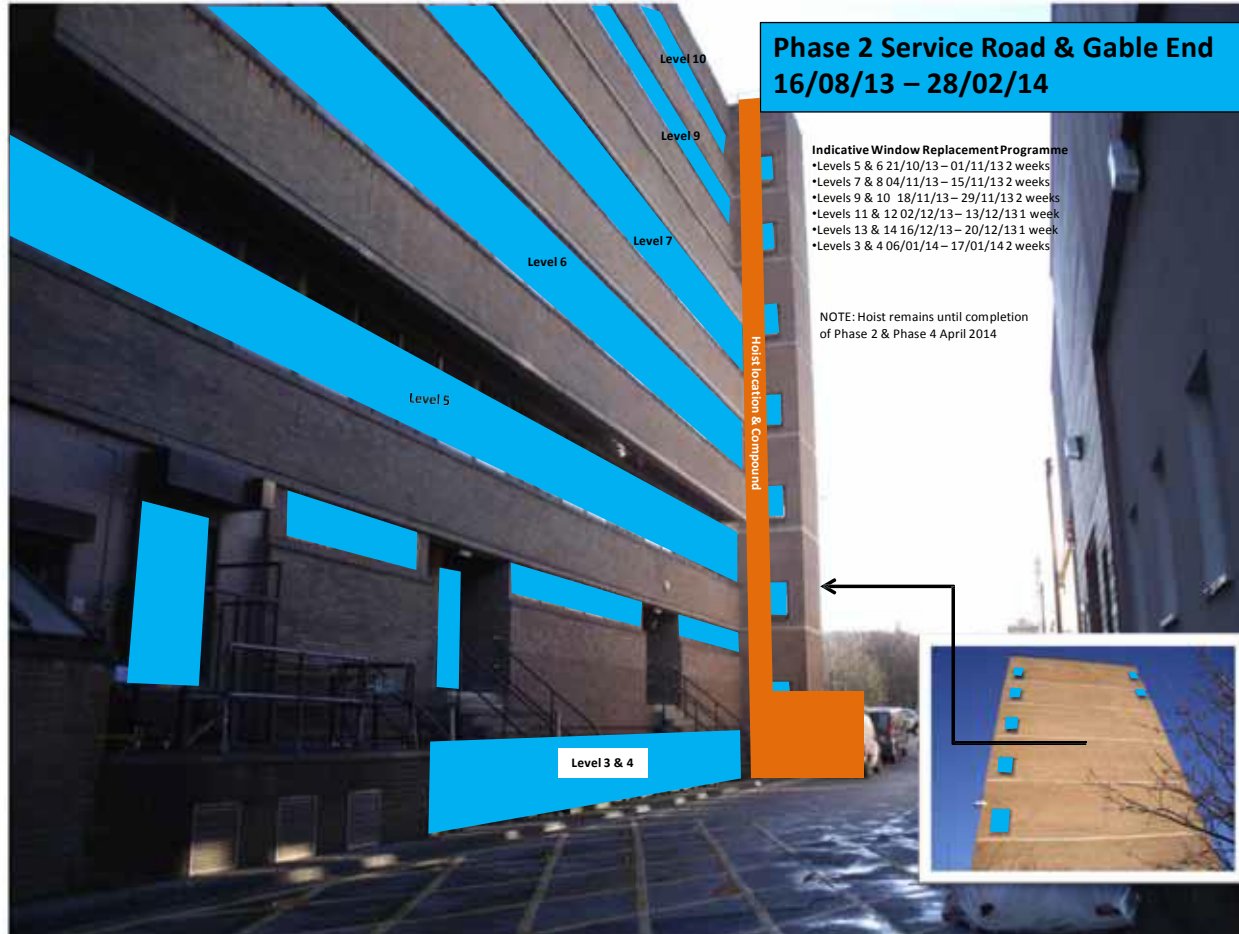 Phase 2 Service Road & Gable End
16/08/13 – 28/02/14
Level 10
Level 9
Indicative Window Replacement Programme
•Levels 5 & 6 21/10/13 – 01/11/13 2 weeks
•Levels 7 & 8 04/11/13 – 15/11/13 2 weeks
•Levels 9 & 10 18/11/13 – 29/11/13 2 weeks
•Levels 11 & 12 02/12/13 – 13/12/13 1 week
•Levels 13 & 14 16/12/13 – 20/12/13 1 week
•Levels 3 & 4 06/01/14 – 17/01/14 2 weeks
Level 7
Level 6
NOTE: Hoist remains until completion
of Phase 2 & Phase 4 April 2014
Hoist location & Compound
Level 5
Level 3 & 4